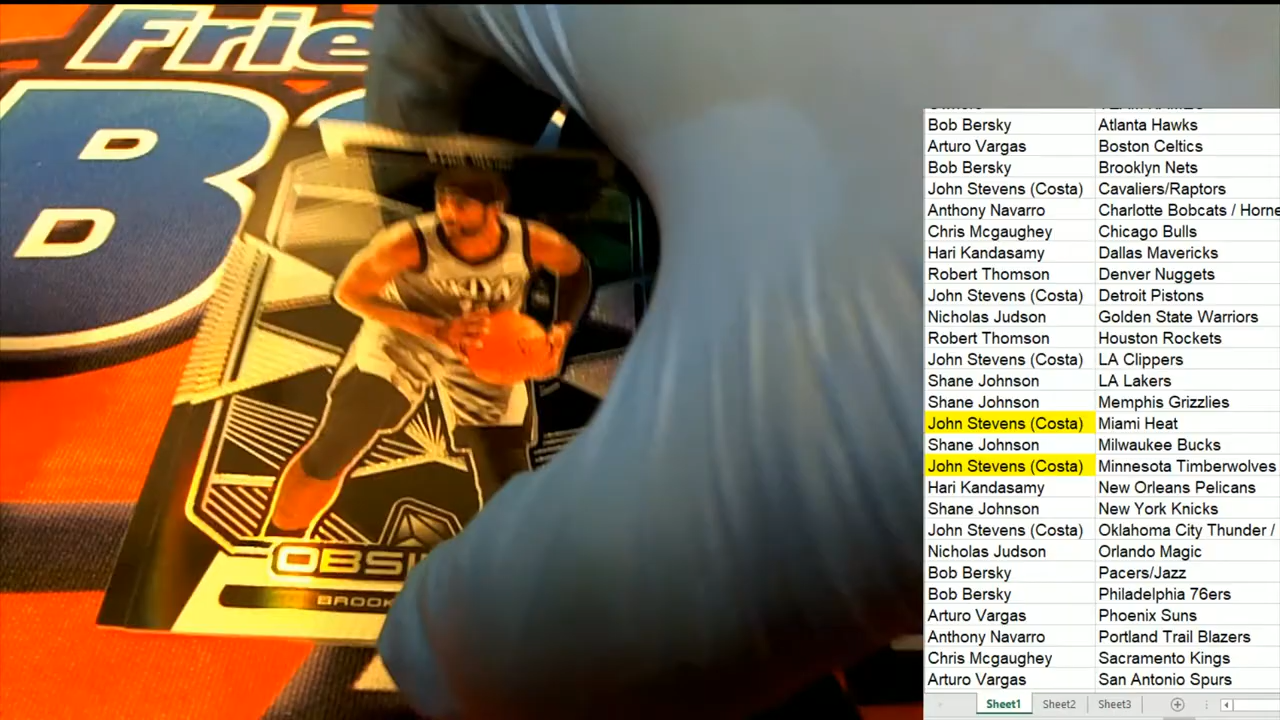 Frie
B
Bob Bersky Atlanta Hawks
Arturo Vargas Boston Celtics
Bob Bersky Brooklyn Nets
John Stevens (Costa) Cavaliers/Raptors
Anthony Navarro Charlotte Bobcats / Horne
Chris Mcgaughey Chicago Bulls
Hari Kandasamy Dallas Mavericks
Robert Thomson Denver Nuggets
John Stevens (Costa) Detroit Pistons
Nicholas Judson Golden State Warriors
Robert Thomson Houston Rockets
John Stevens (Costa) LA Clippers
Shane Johnson LA Lakers
Shane Johnson Memphis Grizzlies
John Stevens (Costa) Miami Heat
Shane Johnson Milwaukee Bucks
John Stevens (Costa) Minnesota Timberwolves
Hari Kandasamy New Orleans Pelicans
Shane Johnson New York Knicks
John Stevens (Costa) Oklahoma City Thunder /
Nicholas Judson Orlando Magic
Bob Bersky Pacers/Jazz
Bob Bersky Philadelphia 76ers
Arturo Vargas Phoenix Suns
Anthony Navarro Portland Trail Blazers
Chris Mcgaughey Sacramento Kings
Arturo Vargas San Antonio Spurs
Sheet1 Sheet2 Sheet3
OBSI
BROOK